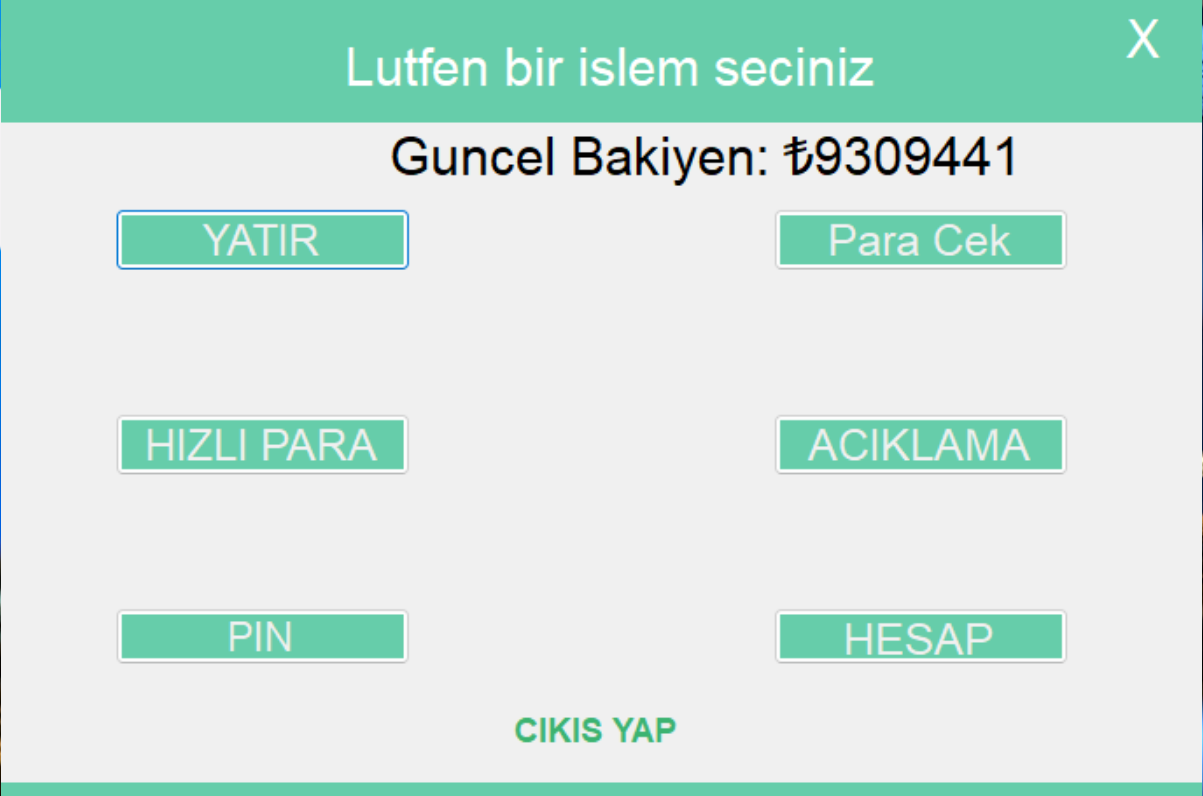 X
Lutfen bir islem seciniz
Guncel Bakiyen: ₺9309441
YATIR
Para Cek
HIZLI PARA
ACIKLAMA
PIN
HESAP
CIKIS YAP